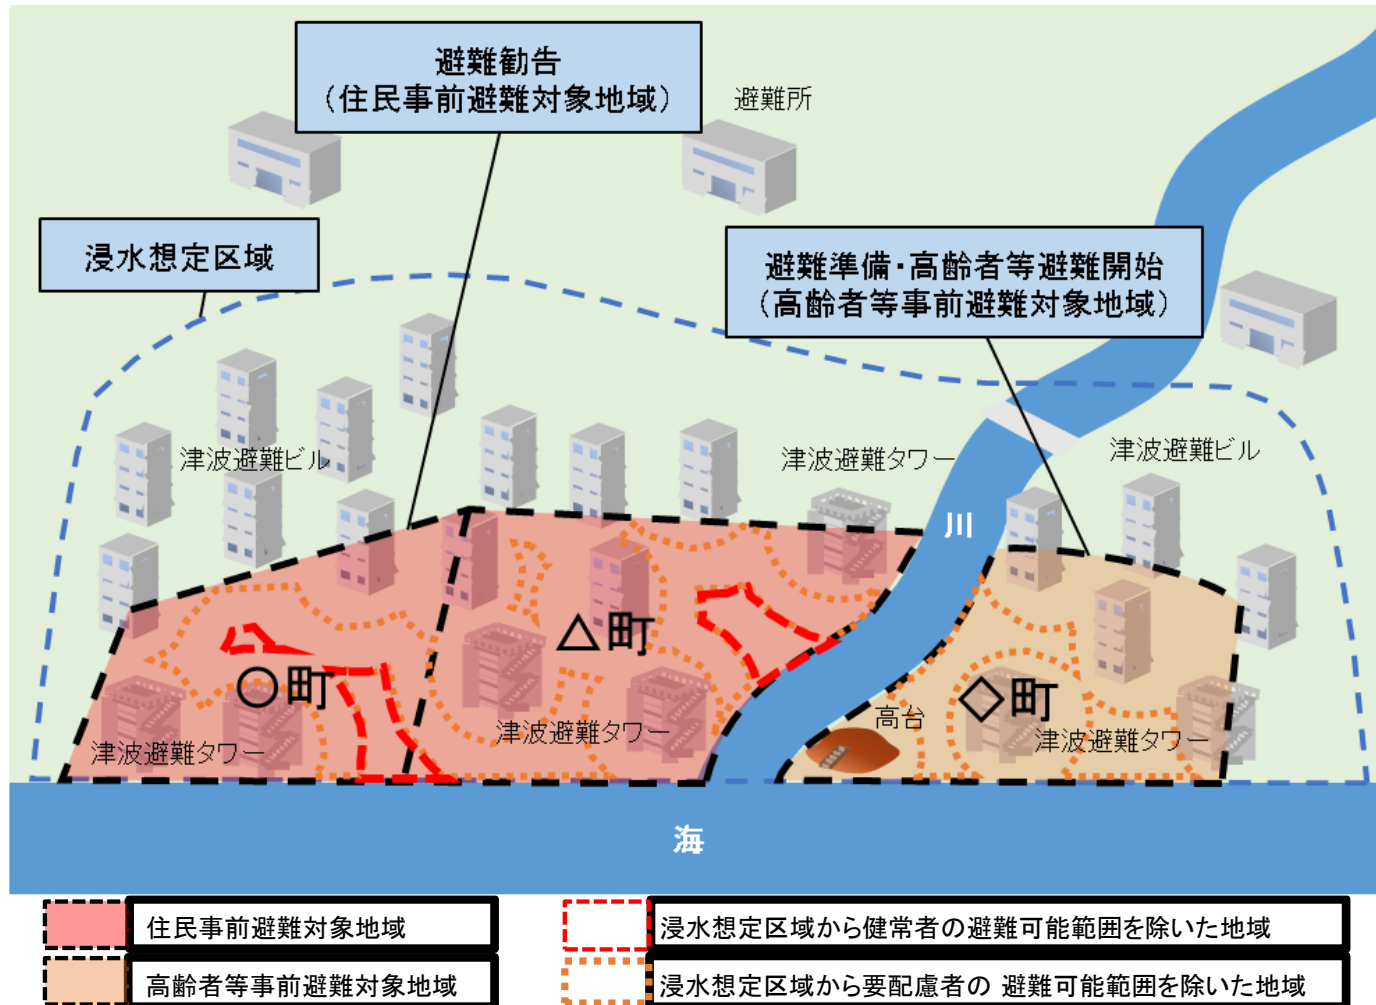 避難勧告
（住民事前避難対象地域）
避難所
浸水想定区域
避難準備・高齢者等避難開始
（高齢者等事前避難対象地域）
津波避難ビル
津波避難タワー
津波避難ビル
川
△町
○町
◇町
高台
津波避難タワー
津波避難タワー
津波避難タワー
海
住民事前避難対象地域
浸水想定区域から健常者の避難可能範囲を除いた地域
高齢者等事前避難対象地域
浸水想定区域から要配慮者の 避難可能範囲を除いた地域